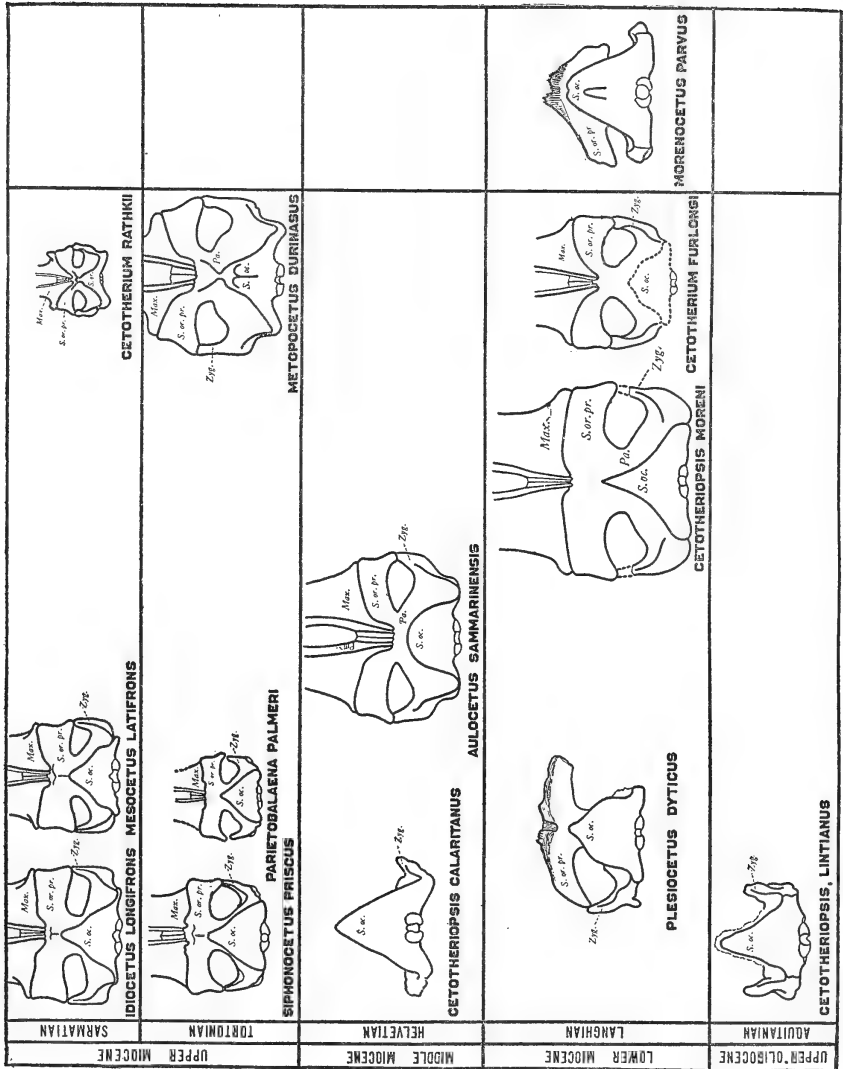 UPPER MIOCENE
SARMATIAN
Max.
S. or. pr.
S. oc.
Zyg.
IDIOCETUS LONGIFRONS
Max.
S. or. pr.
S. oc.
Zyg.
MESOCETUS LATIFRONS
Max.
S. or. pr.
S. oc.
CETOTHERIUM RATHKII
TORTONIAN
Max.
S. or. pr.
S. oc.
Zyg.
SIPHONOCETUS PRISCUS
Max.
S. or. pr.
S. oc.
Zyg.
PARIETOBALAENA PALMERI
Max.
S. or. pr.
Pa.
S. oc.
Zyg.
METOPOCETUS DURINASUS
MIDDLE MIOCENE
HELVETIAN
S. oc.
Zyg.
CETOTHERIOPSIS CALARITANUS
Max.
S. or. pr.
Pa.
S. oc.
Zyg.
AULOCETUS SAMMARINENSIS
LOWER MIOCENE
LANGHIAN
S. or. pr.
S. oc.
Zyg.
PLESIOCETUS DYTICUS
Max.
S. or. pr.
Pa.
S. oc.
Zyg.
CETOTHERIOPSIS MORENI
Max.
S. or. pr.
S. oc.
Zyg.
CETOTHERIUM FURLONGI
S. or. pr
S. oc.
MORENOCETUS PARVUS
UPPER OLIGOCENE
AQUITANIAN
S. oc.
Zyg
CETOTHERIOPSIS, LINTIANUS